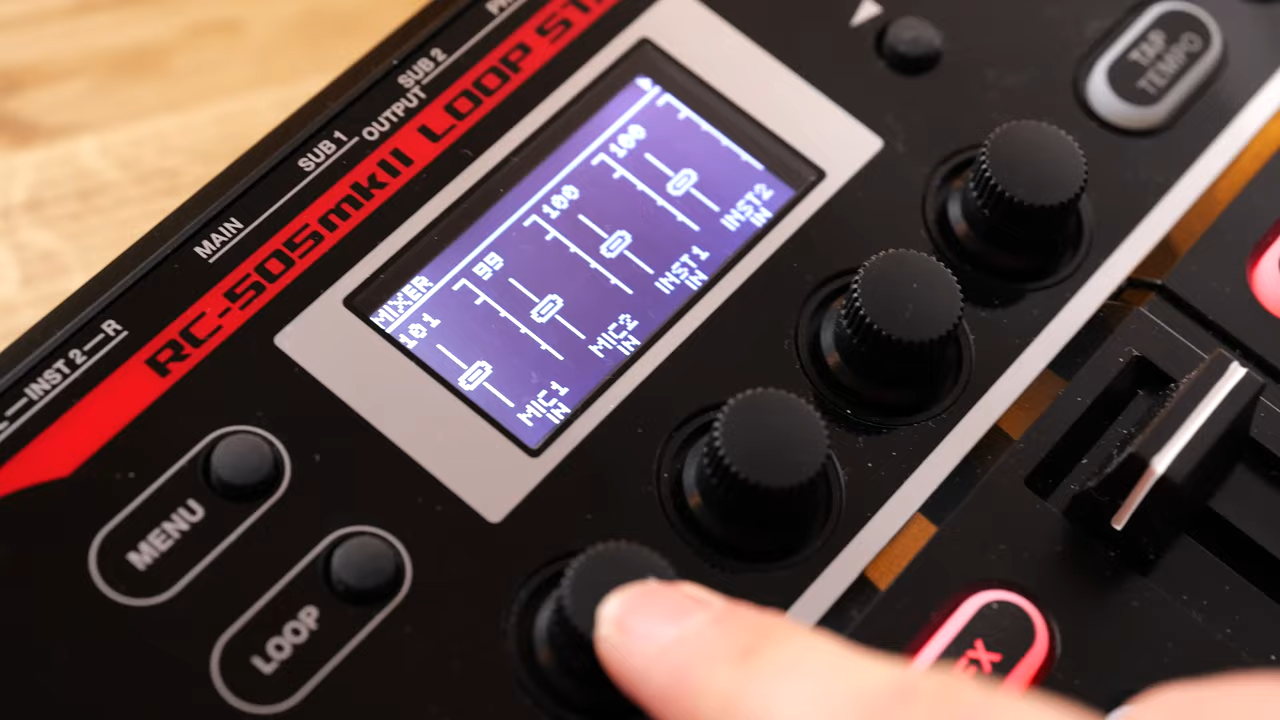 SUB 2
SUB 1
OUTPUT
MAIN
RC-505mkII LOOP
R
INST 2
TAP
TEMPO
MIXER
101
99
100
100
MIC1
IN
MIC2
IN
INST1
IN
INST2
IN
MENU
LOOP
FX